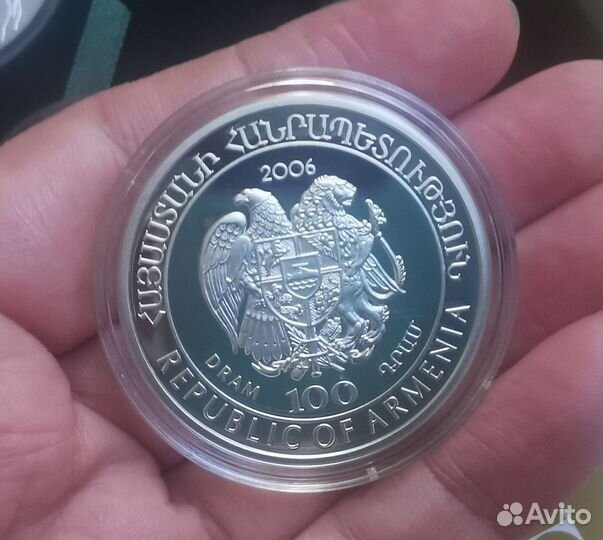 ՀԱՅԱՍՏԱՆԻ ՀԱՆՐԱՊԵՏՈՒԹՅՈՒՆ
2006
DRAM 100 ԴՐԱՄ
REPUBLIC OF ARMENIA
Avito